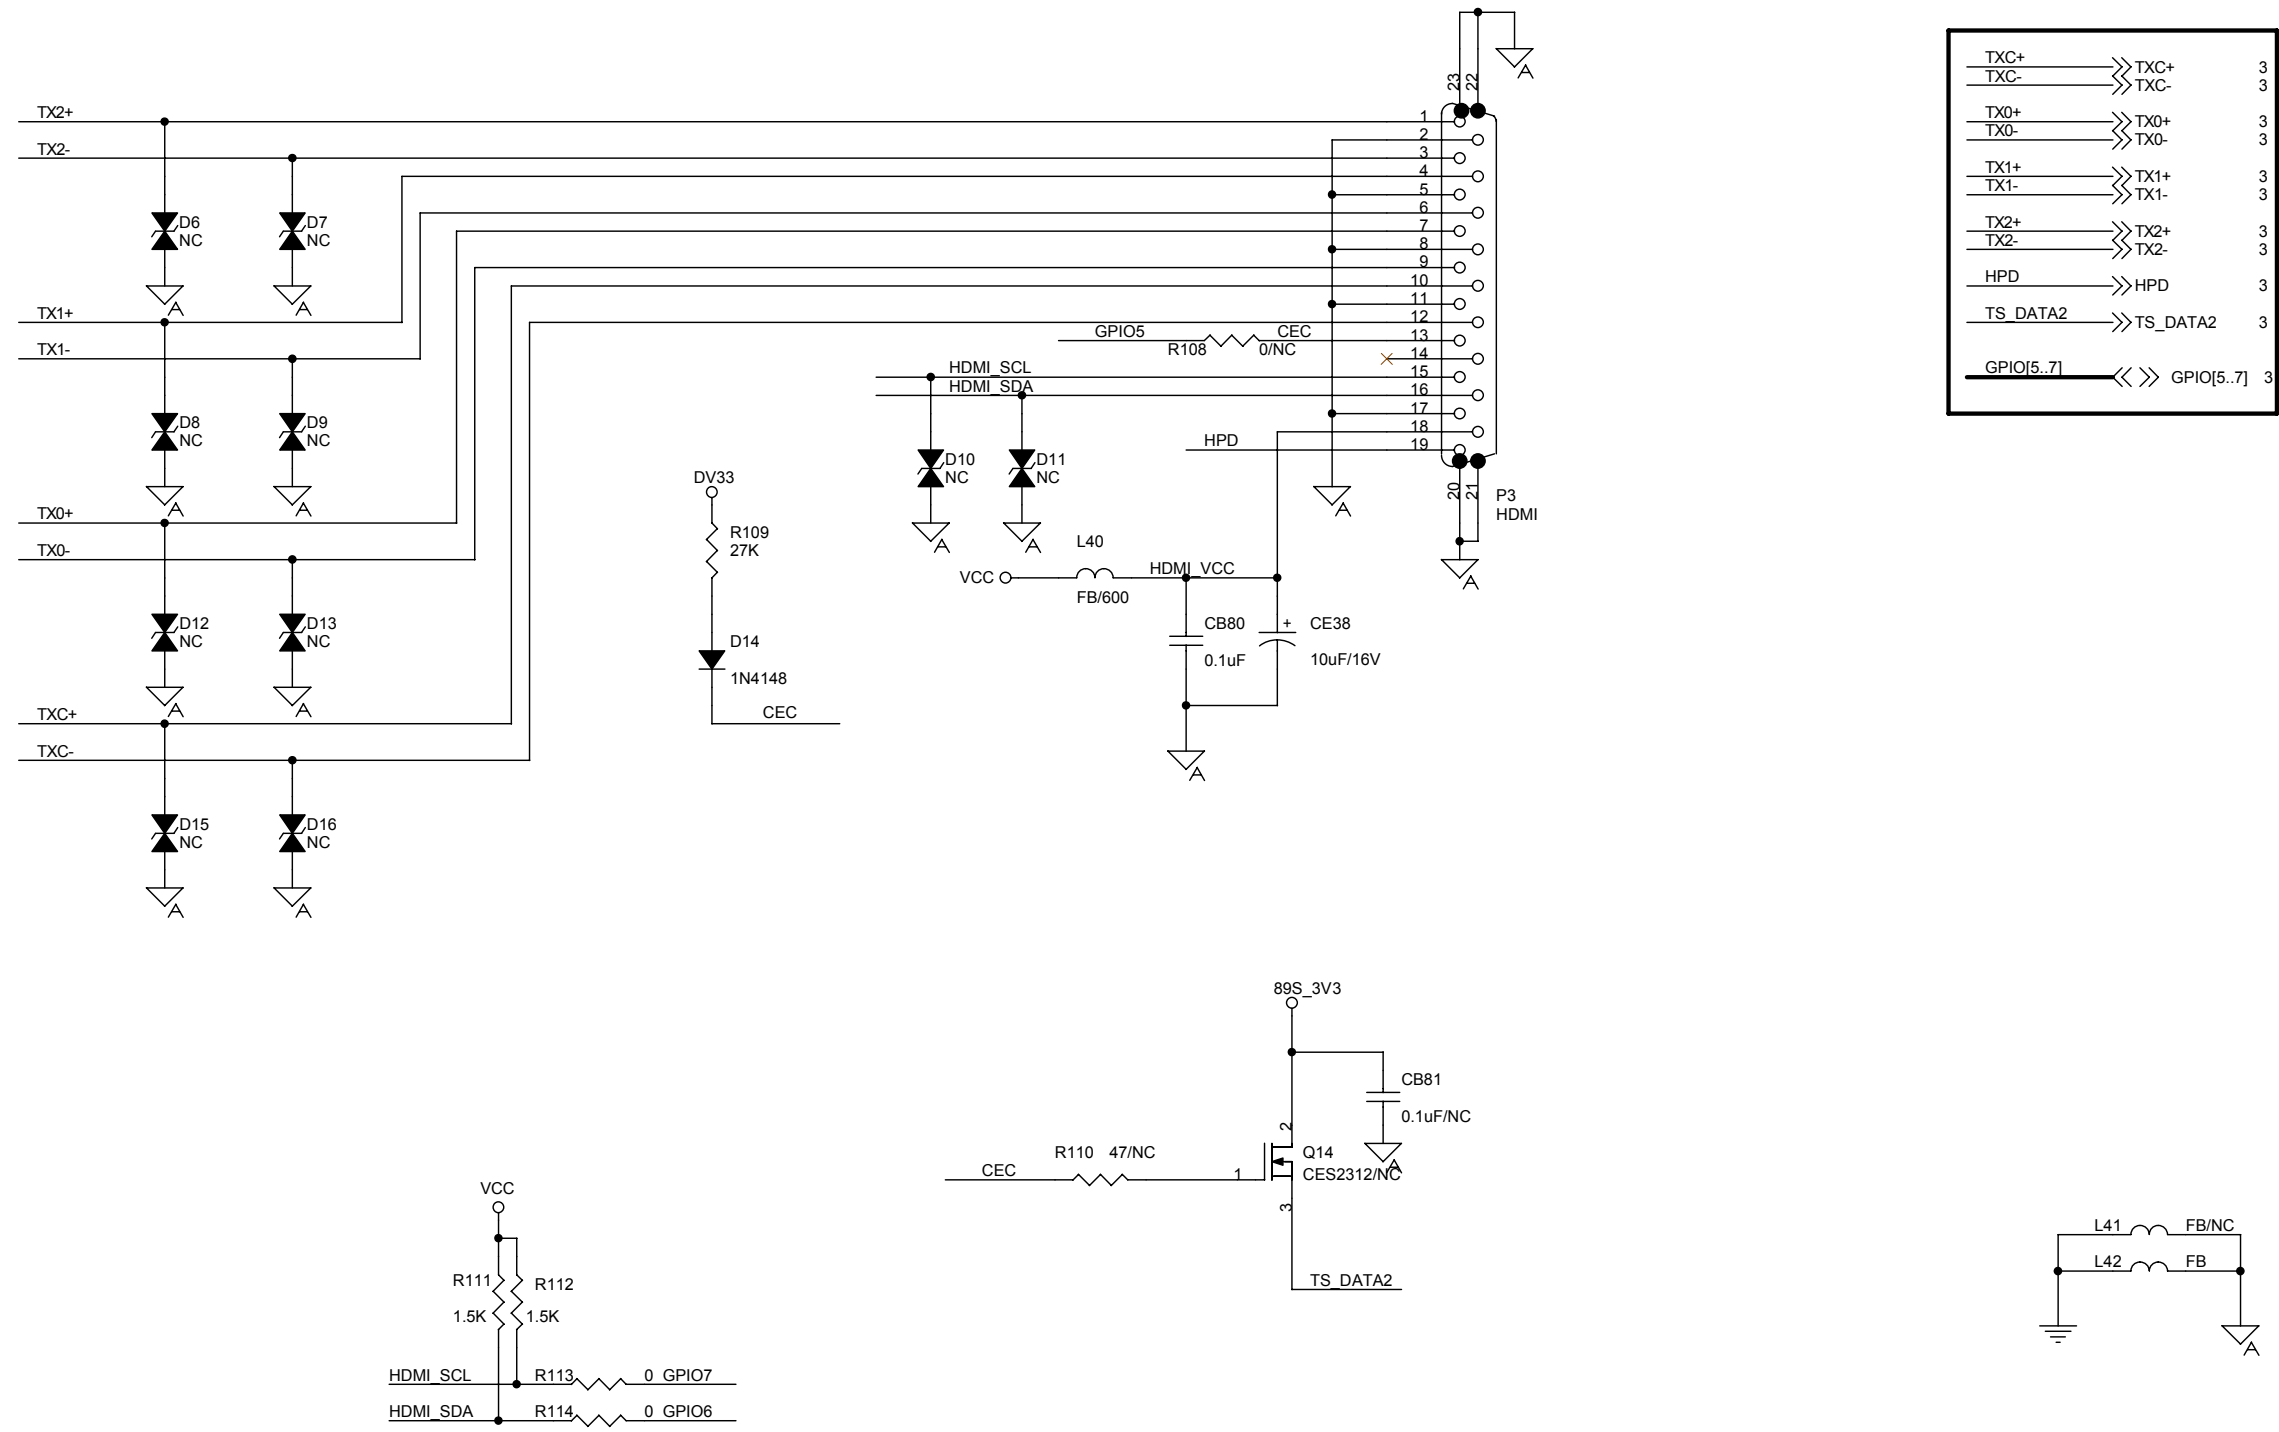 23
22
A
TX2+
TX2-
D6
NC
D7
NC
A
A
TX1+
TX1-
D8
NC
D9
NC
A
A
TX0+
TX0-
D12
NC
D13
NC
A
A
TXC+
TXC-
D15
NC
D16
NC
A
A
1
2
3
4
5
6
7
8
9
10
11
12
13
14
15
16
17
18
19
20
21
P3
HDMI
A
A
GPIO5
R108
0/NC
CEC
HDMI_SCL
HDMI_SDA
D10
NC
D11
NC
A
A
HPD
DV33
R109
27K
D14
1N4148
CEC
L40
VCC
FB/600
HDMI_VCC
CB80
0.1uF
+
CE38
10uF/16V
A
TXC+ TXC+ 3
TXC- TXC- 3
TX0+ TX0+ 3
TX0- TX0- 3
TX1+ TX1+ 3
TX1- TX1- 3
TX2+ TX2+ 3
TX2- TX2- 3
HPD HPD 3
TS_DATA2 TS_DATA2 3
GPIO[5..7] GPIO[5..7] 3
89S_3V3
CB81
0.1uF/NC
A
CEC
R110 47/NC
1
2
3
Q14
CES2312/NC
TS_DATA2
VCC
R111
1.5K
R112
1.5K
HDMI_SCL R113 0 GPIO7
HDMI_SDA R114 0 GPIO6
L41 FB/NC
L42 FB
A